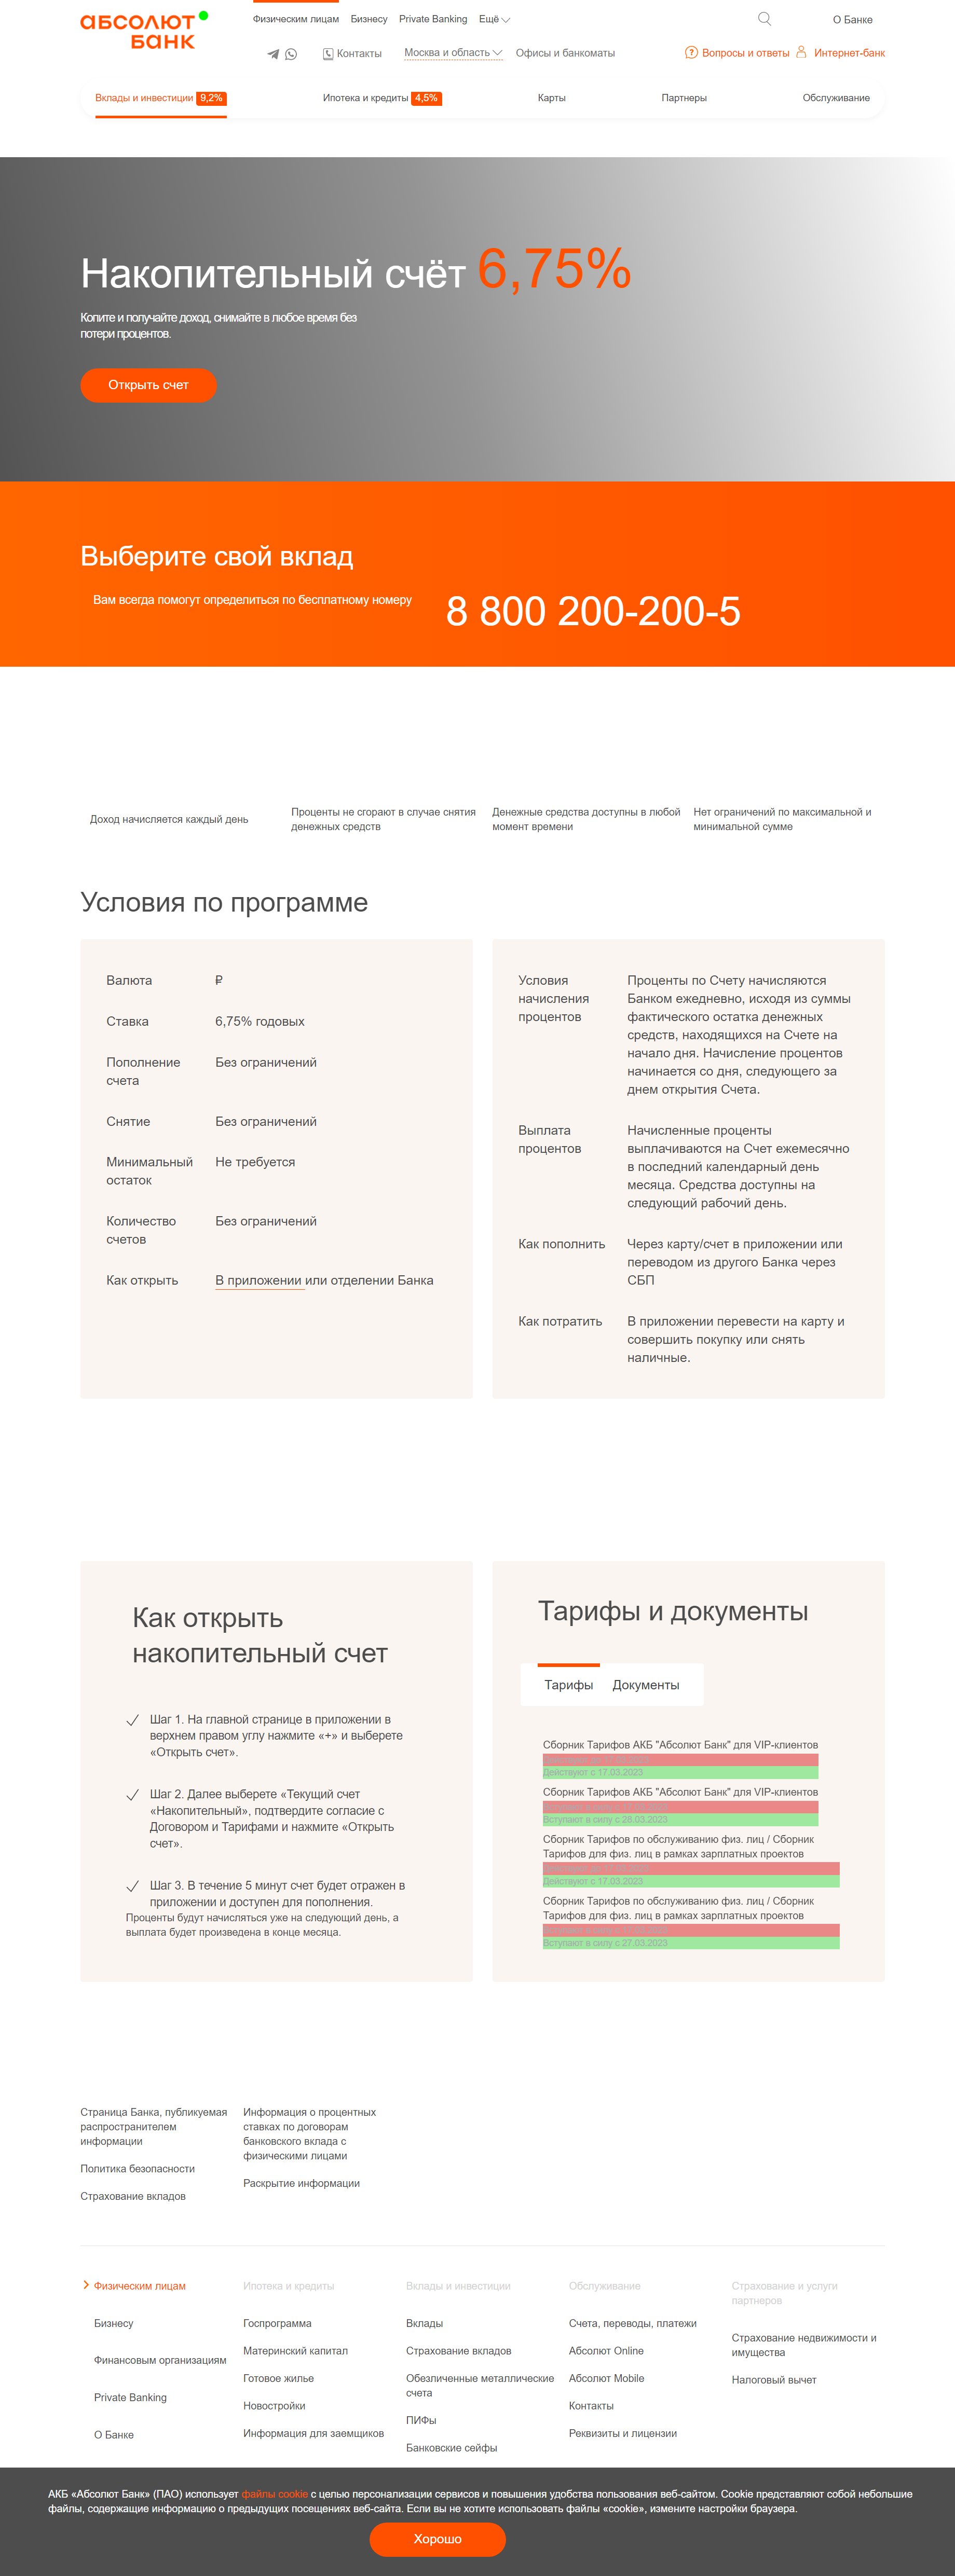 абсолют
банк
Физическим лицам Бизнесу Private Banking Ещё
О Банке
Контакты Москва и область Офисы и банкоматы Вопросы и ответы Интернет-банк
Вклады и инвестиции 9,2% Ипотека и кредиты 4,5% Карты Партнеры Обслуживание
Накопительный счёт 6,75%
Копите и получайте доход, снимайте в любое время без
потери процентов.
Открыть счет
Выберите свой вклад
Вам всегда помогут определиться по бесплатному номеру 8 800 200-200-5
Доход начисляется каждый день
Проценты не сгорают в случае снятия
денежных средств
Денежные средства доступны в любой
момент времени
Нет ограничений по максимальной и
минимальной сумме
Условия по программе
Валюта ₽
Ставка 6,75% годовых
Пополнение
счета
Без ограничений
Снятие Без ограничений
Минимальный
остаток
Не требуется
Количество
счетов
Без ограничений
Как открыть В приложении или отделении Банка
Условия
начисления
процентов
Проценты по Счету начисляются
Банком ежедневно, исходя из суммы
фактического остатка денежных
средств, находящихся на Счете на
начало дня. Начисление процентов
начинается со дня, следующего за
днем открытия Счета.
Выплата
процентов
Начисленные проценты
выплачиваются на Счет ежемесячно
в последний календарный день
месяца. Средства доступны на
следующий рабочий день.
Как пополнить
Через карту/счет в приложении или
переводом из другого Банка через
СБП
Как потратить
В приложении перевести на карту и
совершить покупку или снять
наличные.
Как открыть
накопительный счет
Шаг 1. На главной странице в приложении в
верхнем правом углу нажмите «+» и выберете
«Открыть счет».
Шаг 2. Далее выберете «Текущий счет
«Накопительный», подтвердите согласие с
Договором и Тарифами и нажмите «Открыть
счет».
Шаг 3. В течение 5 минут счет будет отражен в
приложении и доступен для пополнения.
Проценты будут начисляться уже на следующий день, а
выплата будет произведена в конце месяца.
Тарифы и документы
Тарифы Документы
Сборник Тарифов АКБ "Абсолют Банк" для VIP-клиентов
Действуют с 17.03.2023
Сборник Тарифов АКБ "Абсолют Банк" для VIP-клиентов
Вступают в силу с 28.03.2023
Сборник Тарифов по обслуживанию физ. лиц / Сборник
Тарифов для физ. лиц в рамках зарплатных проектов
Действуют с 17.03.2023
Сборник Тарифов по обслуживанию физ. лиц / Сборник
Тарифов для физ. лиц в рамках зарплатных проектов
Вступают в силу с 27.03.2023
Страница Банка, публикуемая
распространителем
информации
Политика безопасности
Страхование вкладов
Информация о процентных
ставках по договорам
банковского вклада с
физическими лицами
Раскрытие информации
Физическим лицам
Бизнесу
Финансовым организациям
Private Banking
О Банке
Ипотека и кредиты
Госпрограмма
Материнский капитал
Готовое жилье
Новостройки
Информация для заемщиков
Вклады и инвестиции
Вклады
Страхование вкладов
Обезличенные металлические
счета
ПИФы
Банковские сейфы
Обслуживание
Счета, переводы, платежи
Абсолют Online
Абсолют Mobile
Контакты
Реквизиты и лицензии
Страхование и услуги
партнеров
Страхование недвижимости и
имущества
Налоговый вычет
АКБ «Абсолют Банк» (ПАО) использует файлы cookie с целью персонализации сервисов и повышения удобства пользования веб-сайтом. Cookie представляют собой небольшие
файлы, содержащие информацию о предыдущих посещениях веб-сайта. Если вы не хотите использовать файлы «cookie», измените настройки браузера.
Хорошо